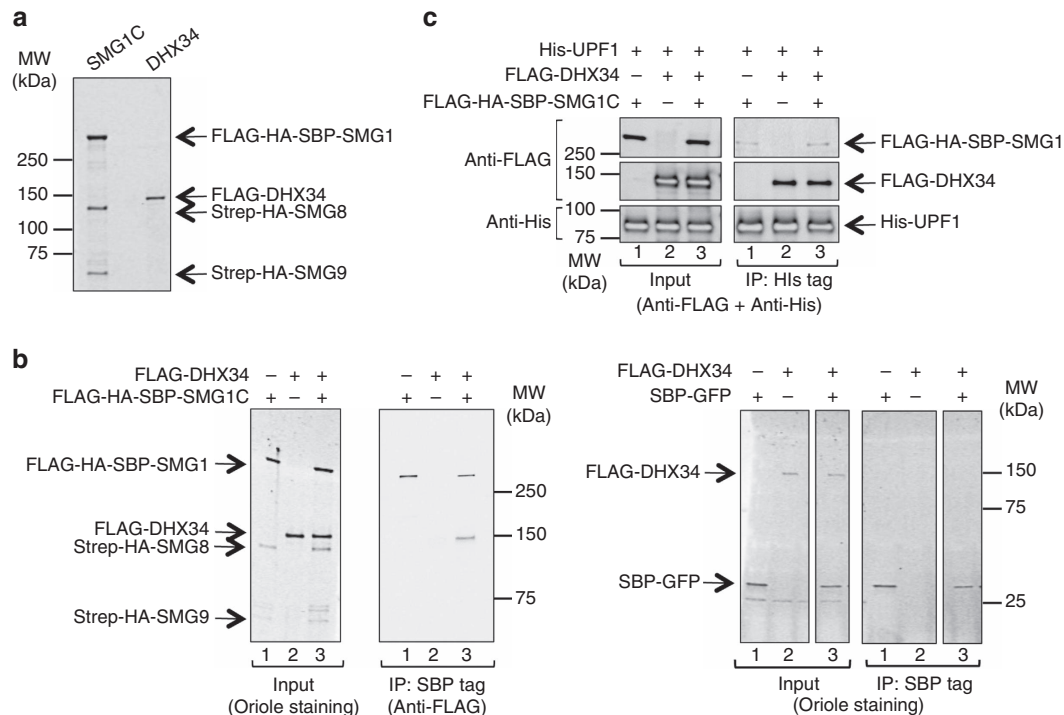 a
SMG1C
DHX34
MW
(kDa)
250
150
100
75
FLAG-HA-SBP-SMG1
FLAG-DHX34
Strep-HA-SMG8
Strep-HA-SMG9
c
His-UPF1 + + + + + +
FLAG-DHX34 – + + – + +
FLAG-HA-SBP-SMG1C + – + + – +
Anti-FLAG
250
150
Anti-His
100
75
FLAG-HA-SBP-SMG1
FLAG-DHX34
His-UPF1
MW
(kDa)
1 2 3 1 2 3
Input IP: HIs tag
(Anti-FLAG + Anti-His)
b
FLAG-DHX34 – + + – + +
FLAG-HA-SBP-SMG1C + – + + – +
MW
(kDa)
FLAG-HA-SBP-SMG1
FLAG-DHX34
Strep-HA-SMG8
Strep-HA-SMG9
250
150
75
1 2 3 1 2 3
Input IP: SBP tag
(Oriole staining) (Anti-FLAG)
FLAG-DHX34 – + + – + +
SBP-GFP + – + + – +
MW
(kDa)
FLAG-DHX34
SBP-GFP
150
75
25
1 2 3 1 2 3
Input IP: SBP tag
(Oriole staining)